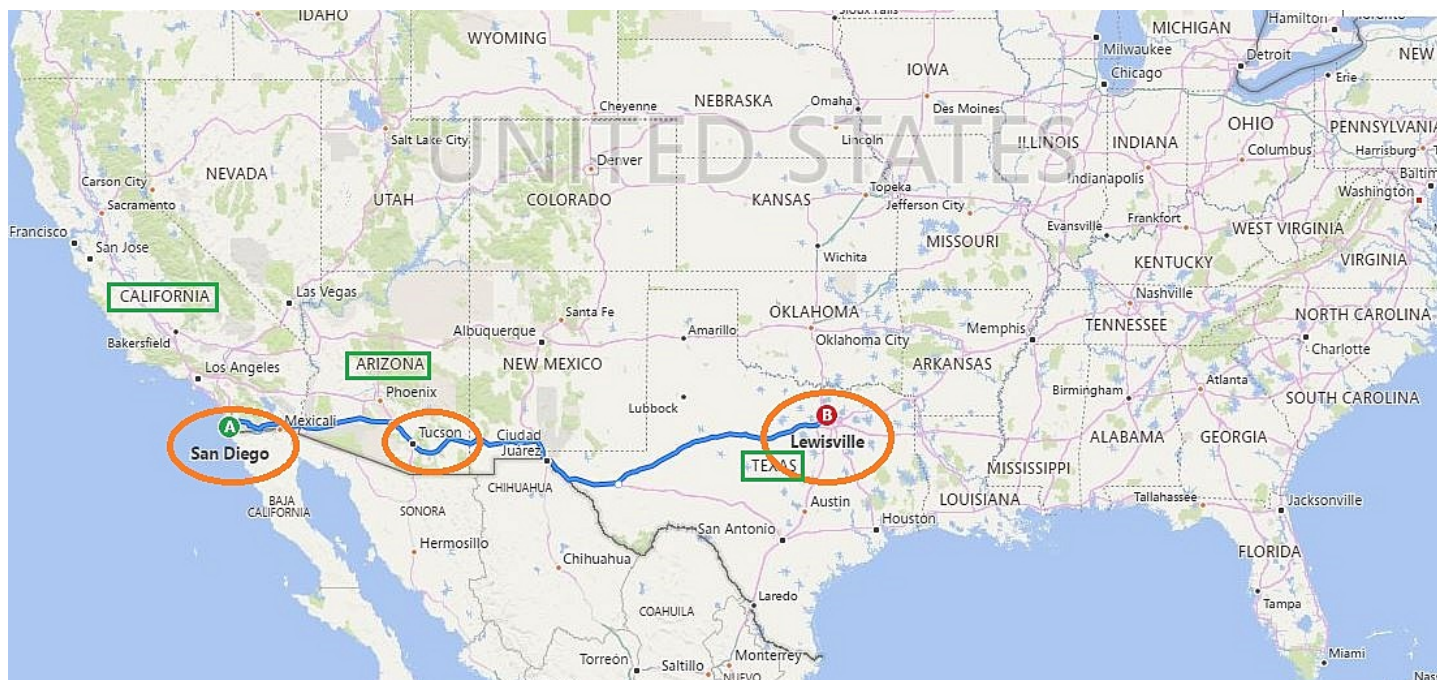 IDAHO
Sioux Falls
MICHIGAN
Hamilton
Toronto
WYOMING
Milwaukee
Detroit
NEW
IOWA
Chicago
Erie
Cheyenne
NEBRASKA
Omaha
Des Moines
UNITED STATES
Salt Lake City
Lincoln
ILLINOIS
INDIANA
OHIO
PENNSYLVANIA
Denver
Columbus
Harrisburg
NEVADA
Carson City
Indianapolis
Baltim
Sacramento
UTAH
COLORADO
KANSAS
Topeka
Jefferson City
Washington
Francisco
San Jose
Evansville
Frankfort
WEST VIRGINIA
MISSOURI
Wichita
KENTUCKY
VIRGINIA
CALIFORNIA
Las Vegas
Nashville
Santa Fe
OKLAHOMA
NORTH CAROLINA
Bakersfield
Albuquerque
Amarillo
Oklahoma City
Memphis
TENNESSEE
Charlotte
Los Angeles
ARIZONA
NEW MEXICO
ARKANSAS
Phoenix
Birmingham
Atlanta
SOUTH CAROLINA
Lubbock
A
Mexicali
B
Tucson
Ciudad
Juárez
Lewisville
ALABAMA
GEORGIA
San Diego
TEXAS
MISSISSIPPI
CHIHUAHUA
BAJA
CALIFORNIA
SONORA
Austin
LOUISIANA
Tallahassee
Jacksonville
San Antonio
Houston
Hermosillo
Chihuahua
FLORIDA
COAHUILA
Laredo
Tampa
Torreón
Saltillo
Monterrey
Miami
NUEVO
Nas